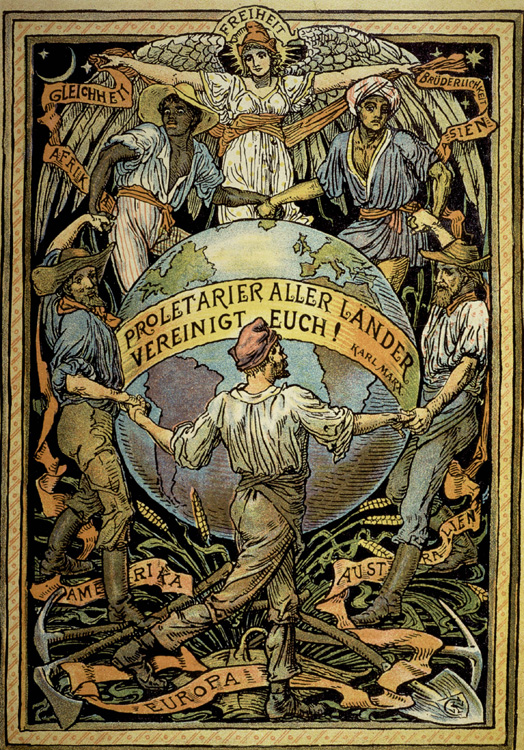 FREIHEIT
GLEICHHEIT
BRÜDERLICHKEIT
AFRIKA
ASIEN
PROLETARIER ALLER LÄNDER
VEREINIGT EUCH!
KARL MARX
AMERIKA
AUSTRALIEN
EUROPA